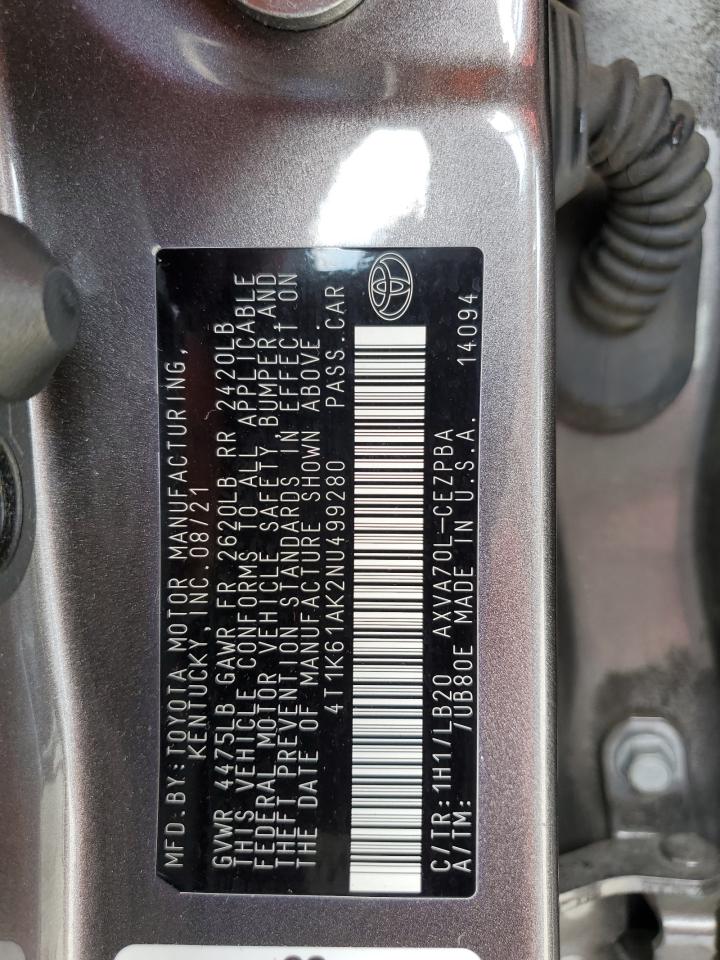 MFD.BY:TOYOTA MOTOR MANUFACTURING,
KENTUCKY, INC.08/21
GVWR 4475LB GAWR FR 2620LB RR 2420LB
THIS VEHICLE CONFORMS TO ALL APPLICABLE
FEDERAL MOTOR VEHICLE SAFETY, BUMPER AND
THEFT PREVENTION STANDARDS IN EFFECT ON
THE DATE OF MANUFACTURE SHOWN ABOVE.
4T1K61AK2NU499280 PASS.CAR
C/TR:1H1/LB20 AXVA70L-CEZPBA
A/TM: /UB80E MADE IN U.S.A. 14094